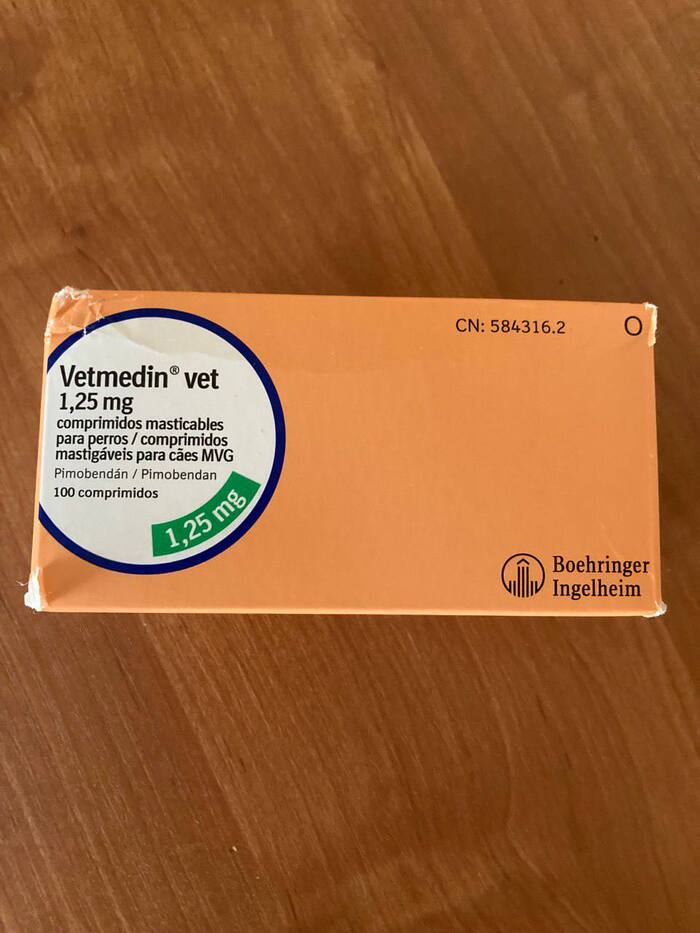 CN: 584316.2
O
Vetmedin® vet
1,25 mg
comprimidos masticables
para perros / comprimidos
mastigáveis para cães MVG
Pimobendán / Pimobendan
100 comprimidos
1,25 mg
Boehringer
Ingelheim